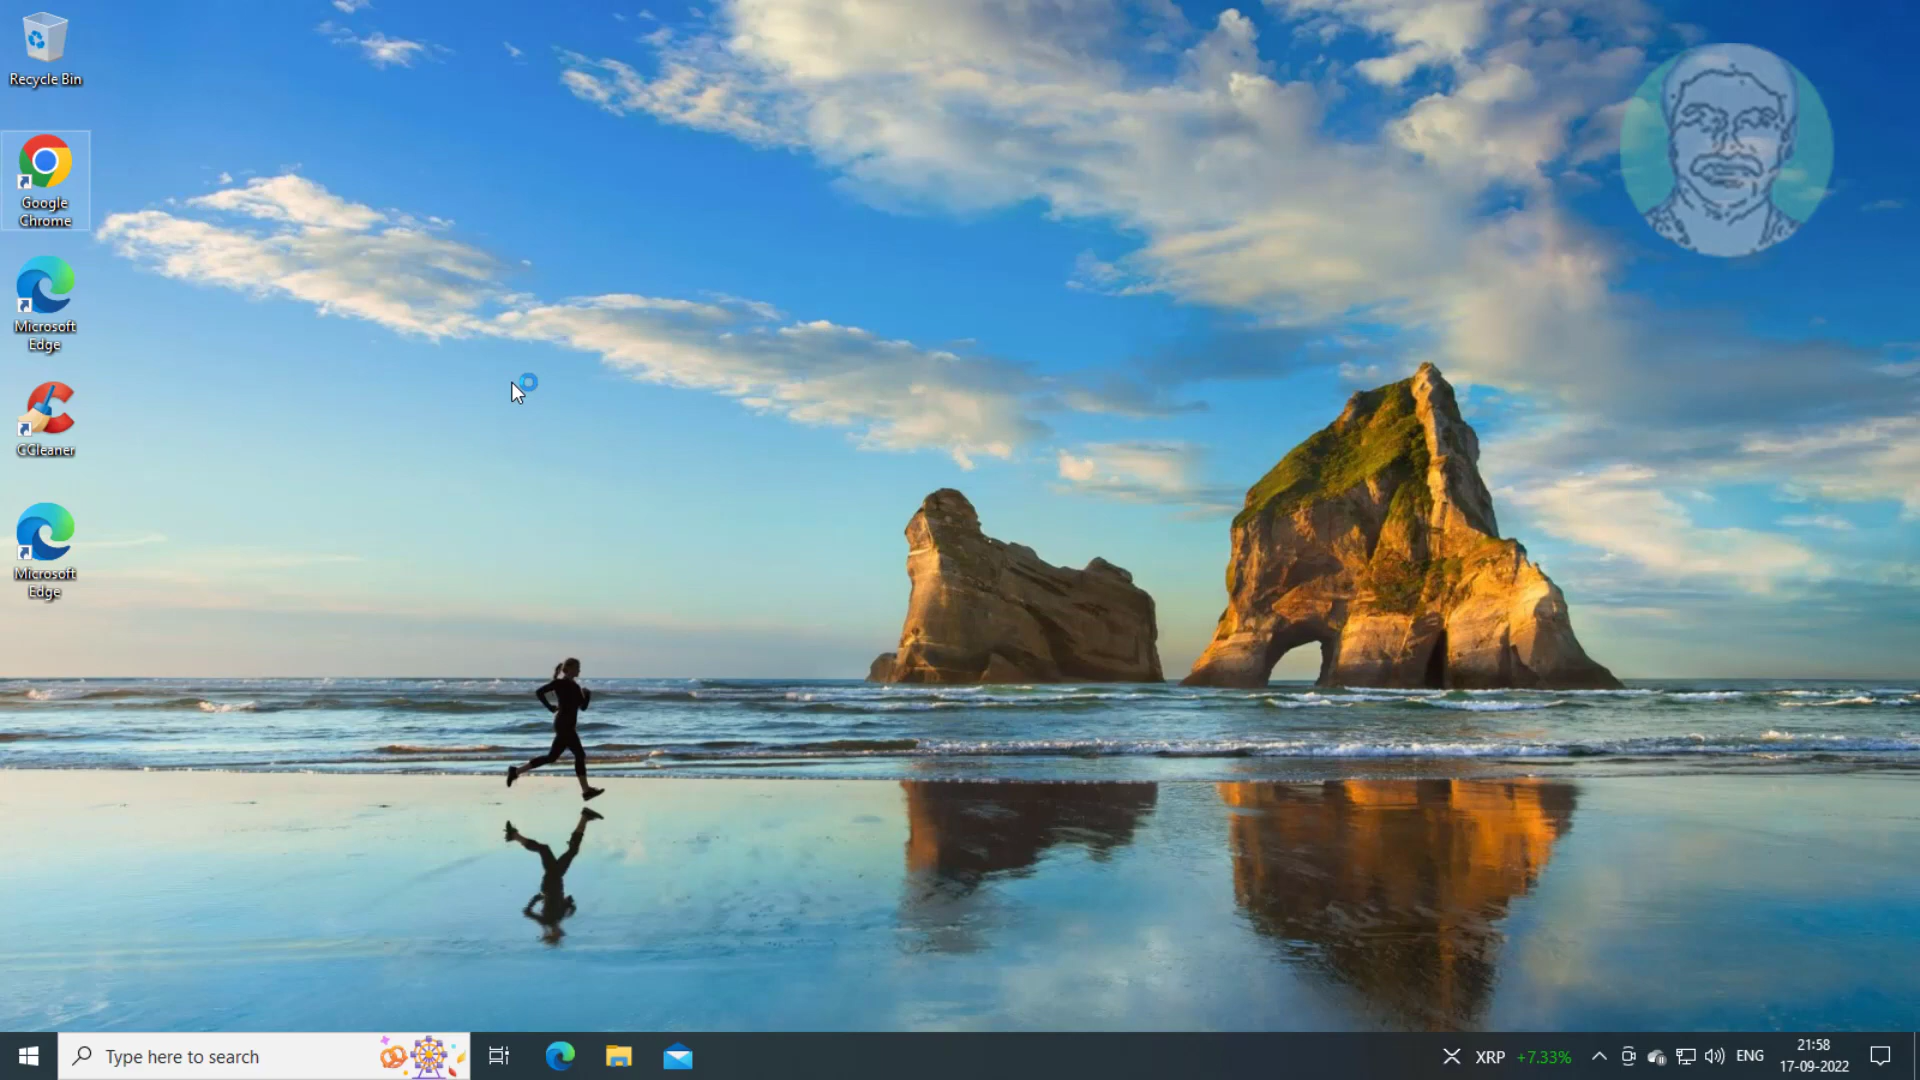 Recycle Bin
Google
Chrome
Microsoft
Edge
CCleaner
Microsoft
Edge
Type here to search
XRP +7.33%
ENG
21:58
17-09-2022